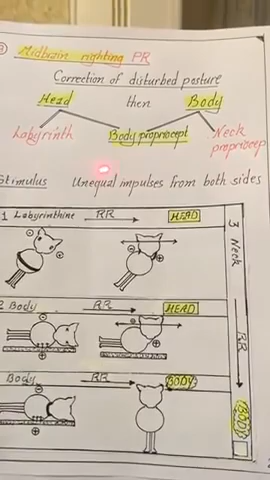 Midbrain righting PR
Correction of disturbed posture
Head then Body
Labyrinth Body propriocept Neck propriocep
Stimulus Unequal impulses from both sides
1 Labyrinthine RR HEAD
3 Neck RR BODY
2 Body RR HEAD
Body RR BODY